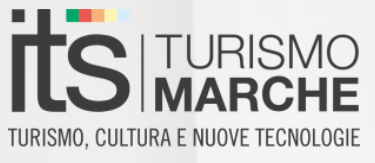 its TURISMO
MARCHE
TURISMO, CULTURA E NUOVE TECNOLOGIE